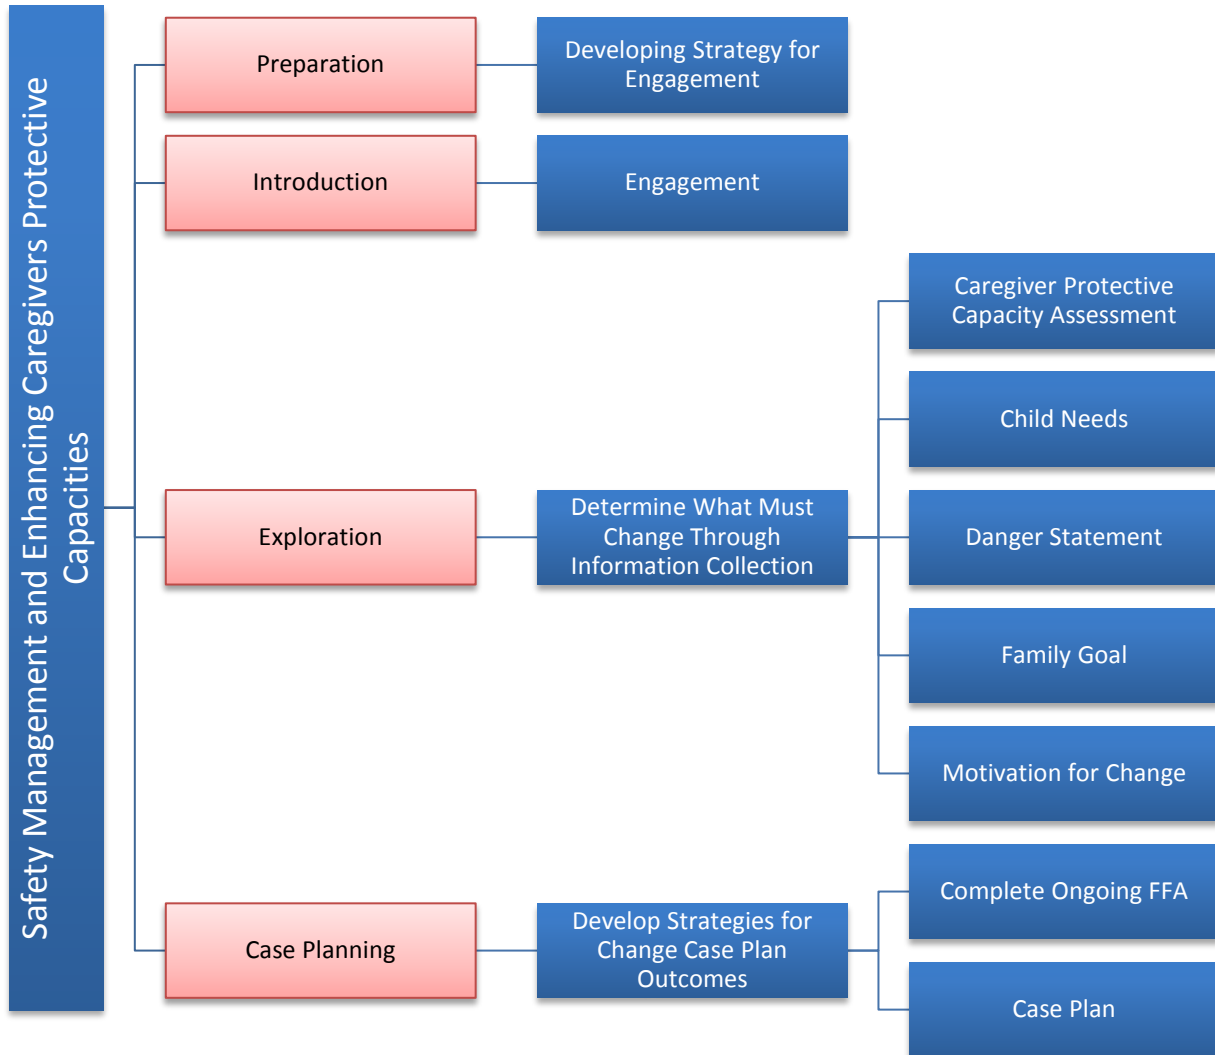 Safety Management and Enhancing Caregivers Protective
Capacities
Preparation
Developing Strategy for
Engagement
Introduction
Engagement
Exploration
Determine What Must
Change Through
Information Collection
Caregiver Protective
Capacity Assessment
Child Needs
Danger Statement
Family Goal
Motivation for Change
Case Planning
Develop Strategies for
Change Case Plan
Outcomes
Complete Ongoing FFA
Case Plan